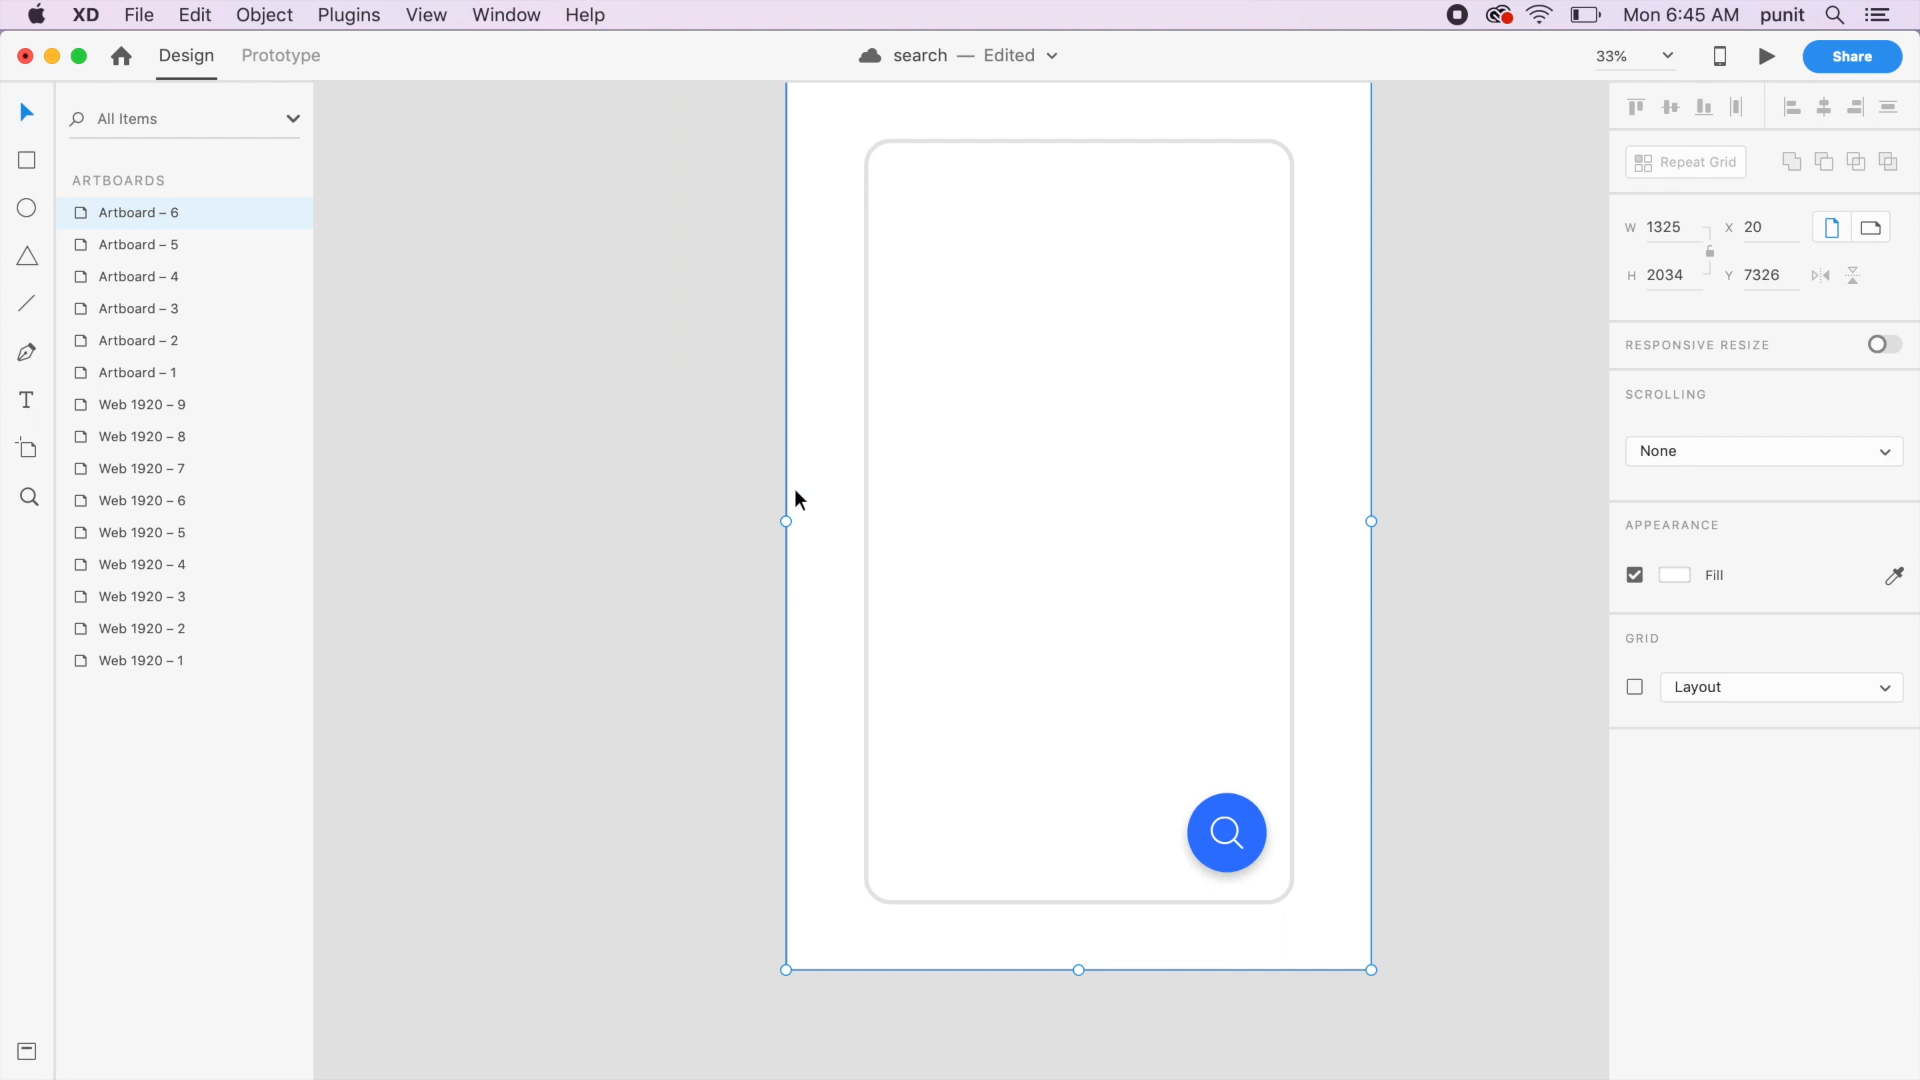 XD File Edit Object Plugins View Window Help Mon 6:45 AM punit
Design Prototype search — Edited 33% Share
All Items
ARTBOARDS
Artboard – 6
Artboard – 5
Artboard – 4
Artboard – 3
Artboard – 2
Artboard – 1
Web 1920 – 9
Web 1920 – 8
Web 1920 – 7
Web 1920 – 6
Web 1920 – 5
Web 1920 – 4
Web 1920 – 3
Web 1920 – 2
Web 1920 – 1
Repeat Grid
W 1325 X 20
H 2034 Y 7326
RESPONSIVE RESIZE
SCROLLING
None
APPEARANCE
Fill
GRID
Layout